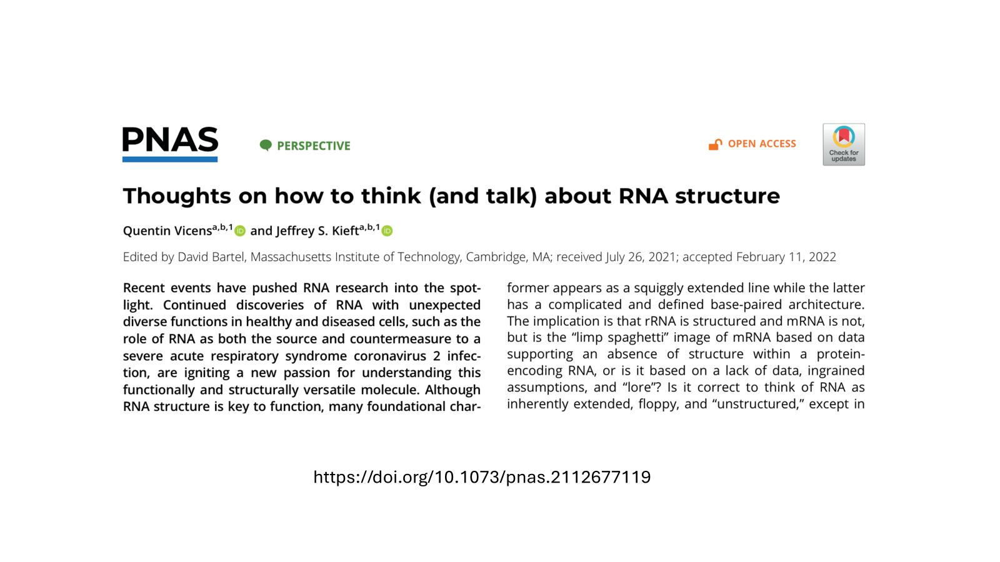 PNAS
PERSPECTIVE
OPEN ACCESS
Check for
updates
Thoughts on how to think (and talk) about RNA structure
Quentin Vicensa,b,1 iD and Jeffrey S. Kiefta,b,1 iD
Edited by David Bartel, Massachusetts Institute of Technology, Cambridge, MA; received July 26, 2021; accepted February 11, 2022
Recent events have pushed RNA research into the spot-
light. Continued discoveries of RNA with unexpected
diverse functions in healthy and diseased cells, such as the
role of RNA as both the source and countermeasure to a
severe acute respiratory syndrome coronavirus 2 infec-
tion, are igniting a new passion for understanding this
functionally and structurally versatile molecule. Although
RNA structure is key to function, many foundational char-
former appears as a squiggly extended line while the latter
has a complicated and defined base-paired architecture.
The implication is that rRNA is structured and mRNA is not,
but is the “limp spaghetti” image of mRNA based on data
supporting an absence of structure within a protein-
encoding RNA, or is it based on a lack of data, ingrained
assumptions, and “lore”? Is it correct to think of RNA as
inherently extended, floppy, and “unstructured,” except in
https://doi.org/10.1073/pnas.2112677119